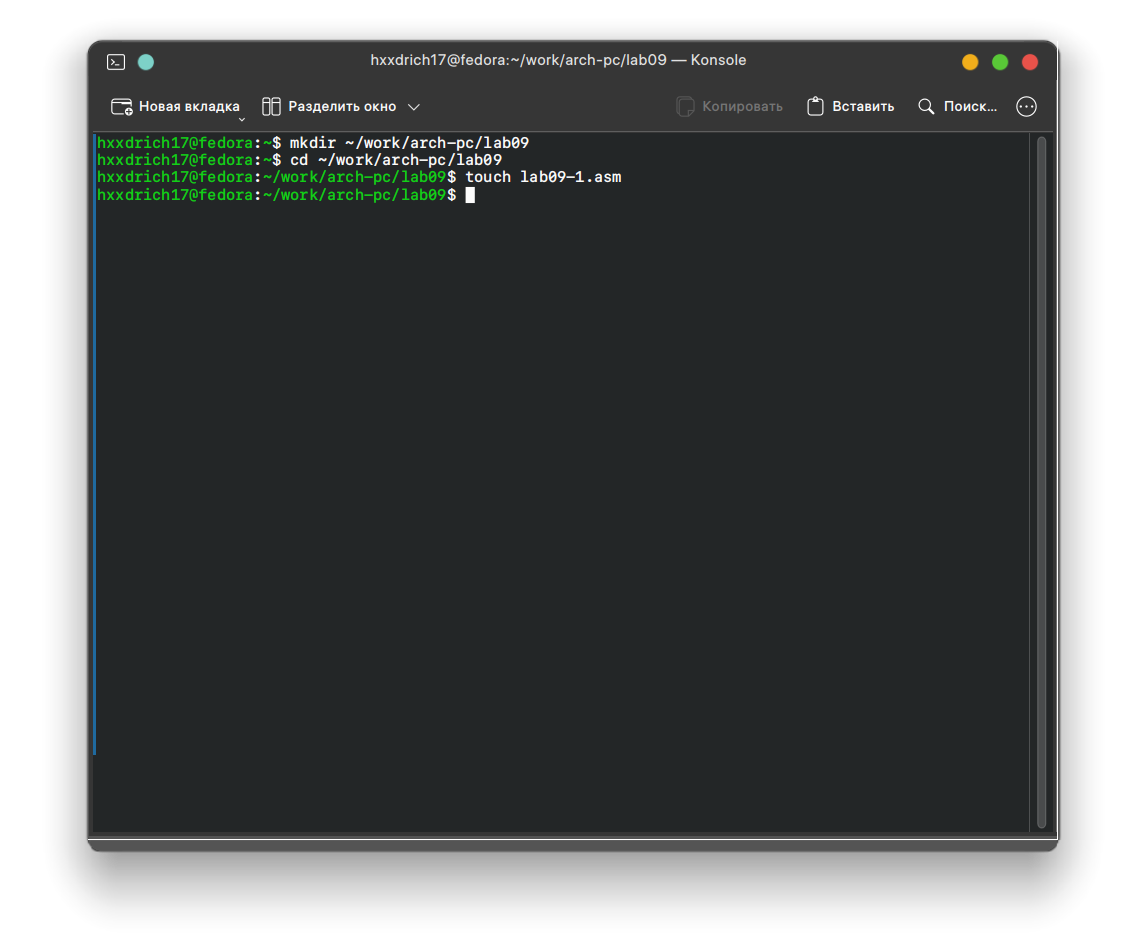 hxxdrich17@fedora:~/work/arch-pc/lab09 — Konsole
Новая вкладка Разделить окно Копировать Вставить Поиск...
hxxdrich17@fedora:~$ mkdir ~/work/arch-pc/lab09
hxxdrich17@fedora:~$ cd ~/work/arch-pc/lab09
hxxdrich17@fedora:~/work/arch-pc/lab09$ touch lab09-1.asm
hxxdrich17@fedora:~/work/arch-pc/lab09$